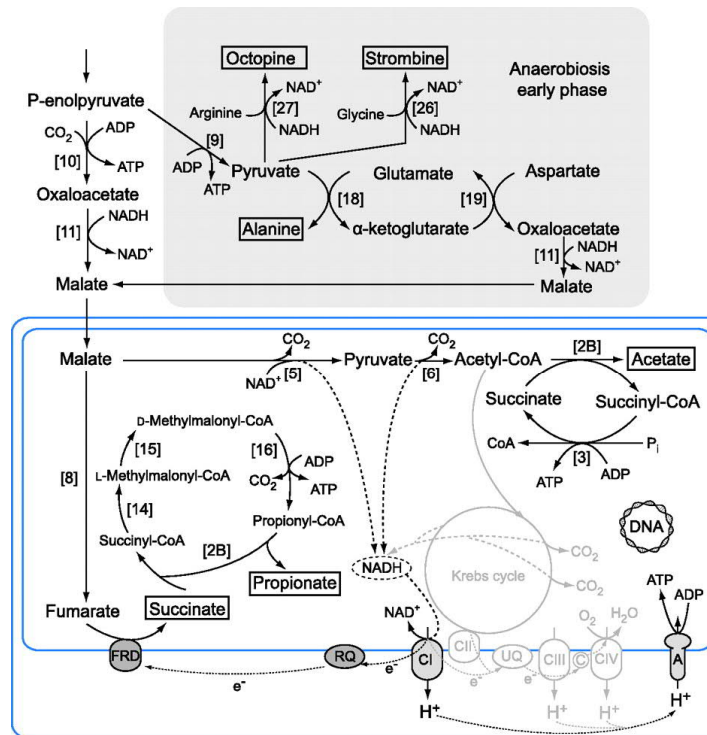 Octopine
Strombine
Anaerobiosis
early phase
NAD+
NAD+
P-enolpyruvate
Arginine
[27]
Glycine
[26]
CO2
ADP
NADH
NADH
[10]
[9]
ADP
ATP
ATP
Pyruvate
Glutamate
Aspartate
Oxaloacetate
[18]
[19]
NADH
Alanine
α-ketoglutarate
Oxaloacetate
[11]
NAD+
[11]
NADH
NAD+
Malate
Malate
CO2
CO2
Malate
Pyruvate
Acetyl-CoA
[2B]
Acetate
NAD+
[5]
[6]
Succinate
Succinyl-CoA
D-Methylmalonyl-CoA
[15]
[16]
ADP
CoA
Pi
L-Methylmalonyl-CoA
CO2
ATP
[3]
ATP
ADP
[8]
[14]
Propionyl-CoA
DNA
Succinyl-CoA
[2B]
CO2
NADH
Krebs cycle
Propionate
CO2
ATP
ADP
Fumarate
Succinate
NAD+
O2
H2O
FRD
RQ
CI
CII
UQ
CIII
C
CIV
A
e-
e-
e-
e-
H+
H+
H+
H+